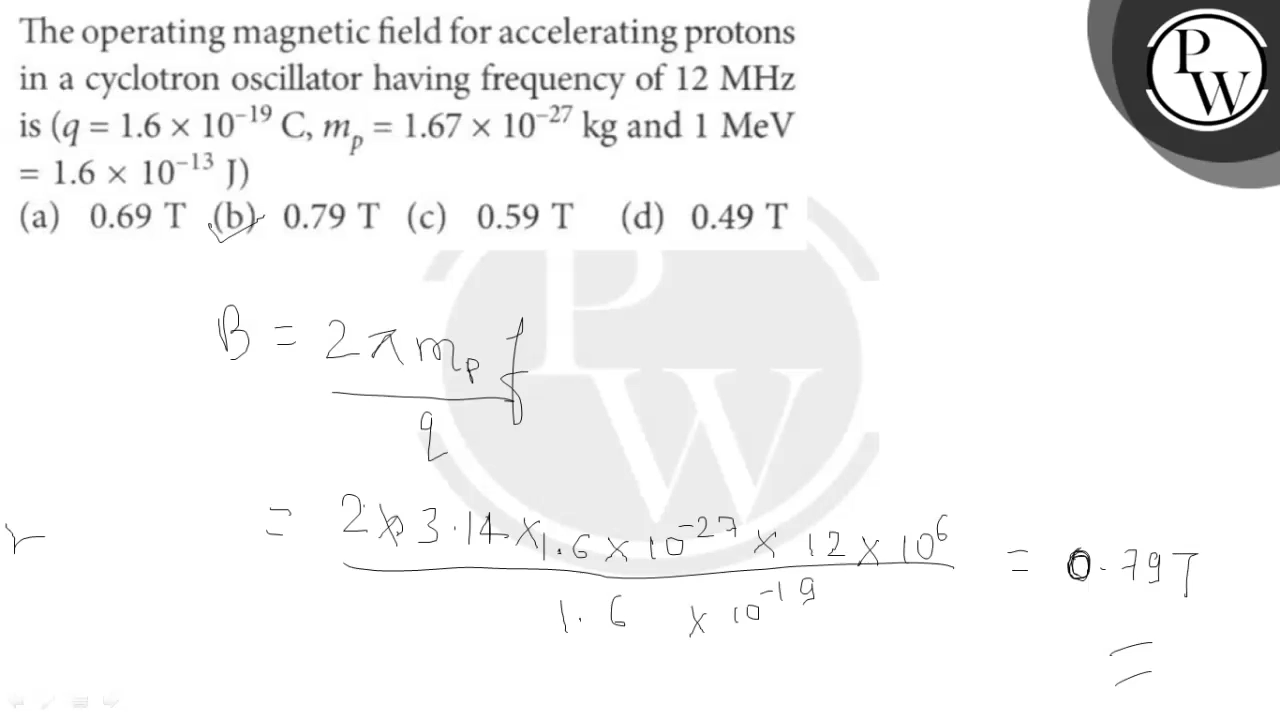 The operating magnetic field for accelerating protons
in a cyclotron oscillator having frequency of 12 MHz
is (q = 1.6 × 10⁻¹⁹ C, mₚ = 1.67 × 10⁻²⁷ kg and 1 MeV
= 1.6 × 10⁻¹³ J)
(a) 0.69 T (b) 0.79 T (c) 0.59 T (d) 0.49 T
P
W
P
W
B = 2π mₚ f
q
= 2 × 3.14 × 1.6 × 10⁻²⁷ × 12 × 10⁶ = 0.79T
1.6 × 10⁻¹⁹